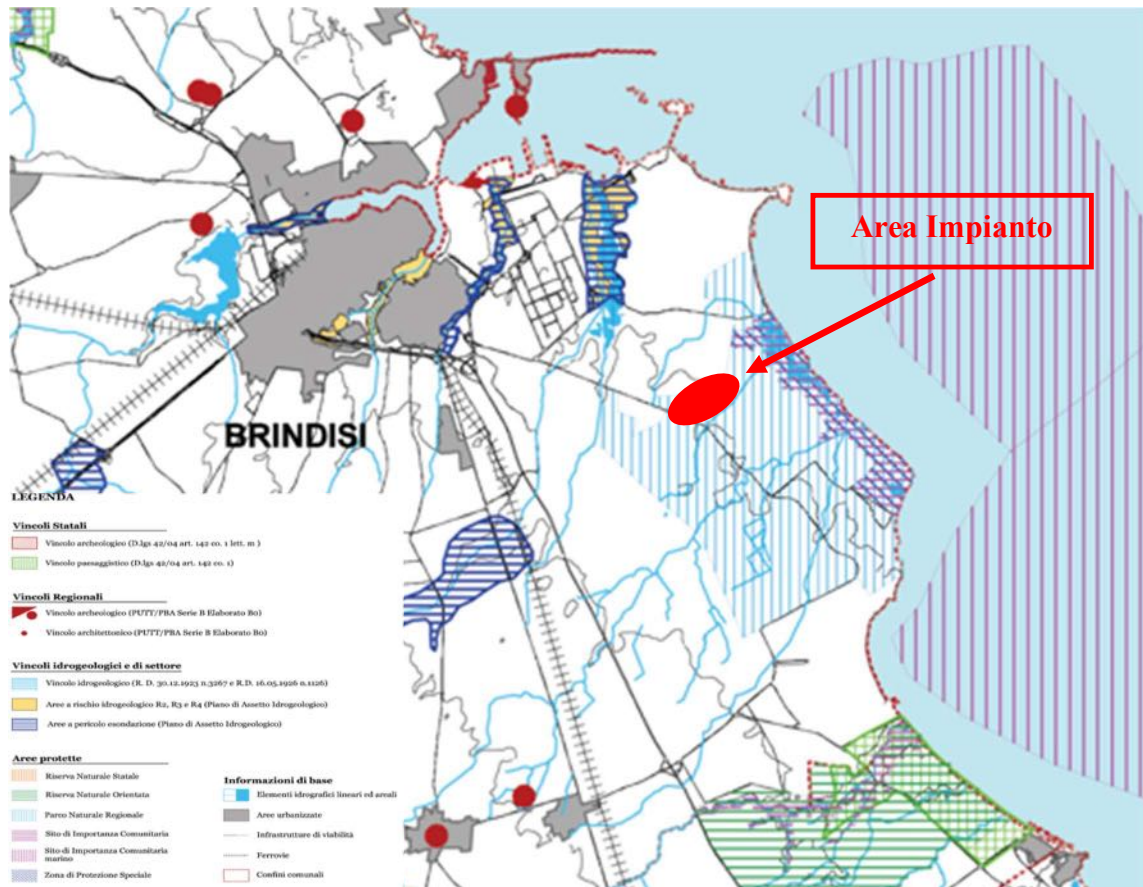 Area Impianto
BRINDISI
LEGENDA
Vincoli Statali
Vincolo archeologico (D.lgs 42/04 art. 142 co. 1 lett. m )
Vincolo paesaggistico (D.lgs 42/04 art. 142 co. 1)
Vincoli Regionali
Vincolo archeologico (PUTT/PBA Serie B Elaborato B0)
Vincolo architettonico (PUTT/PBA Serie B Elaborato B0)
Vincoli idrogeologici e di settore
Vincolo idrogeologico (R. D. 30.12.1923 n.3267 e R.D. 16.05.1926 n.1126)
Aree a rischio idrogeologico R2, R3 e R4 (Piano di Assetto Idrogeologico)
Aree a pericolo esondazione (Piano di Assetto Idrogeologico)
Aree protette
Riserva Naturale Statale
Riserva Naturale Orientata
Parco Naturale Regionale
Sito di Importanza Comunitaria
Sito di Importanza Comunitaria
marino
Zona di Protezione Speciale
Informazioni di base
Elementi idrografici lineari ed areali
Aree urbanizzate
Infrastrutture di viabilità
Ferrovie
Confini comunali